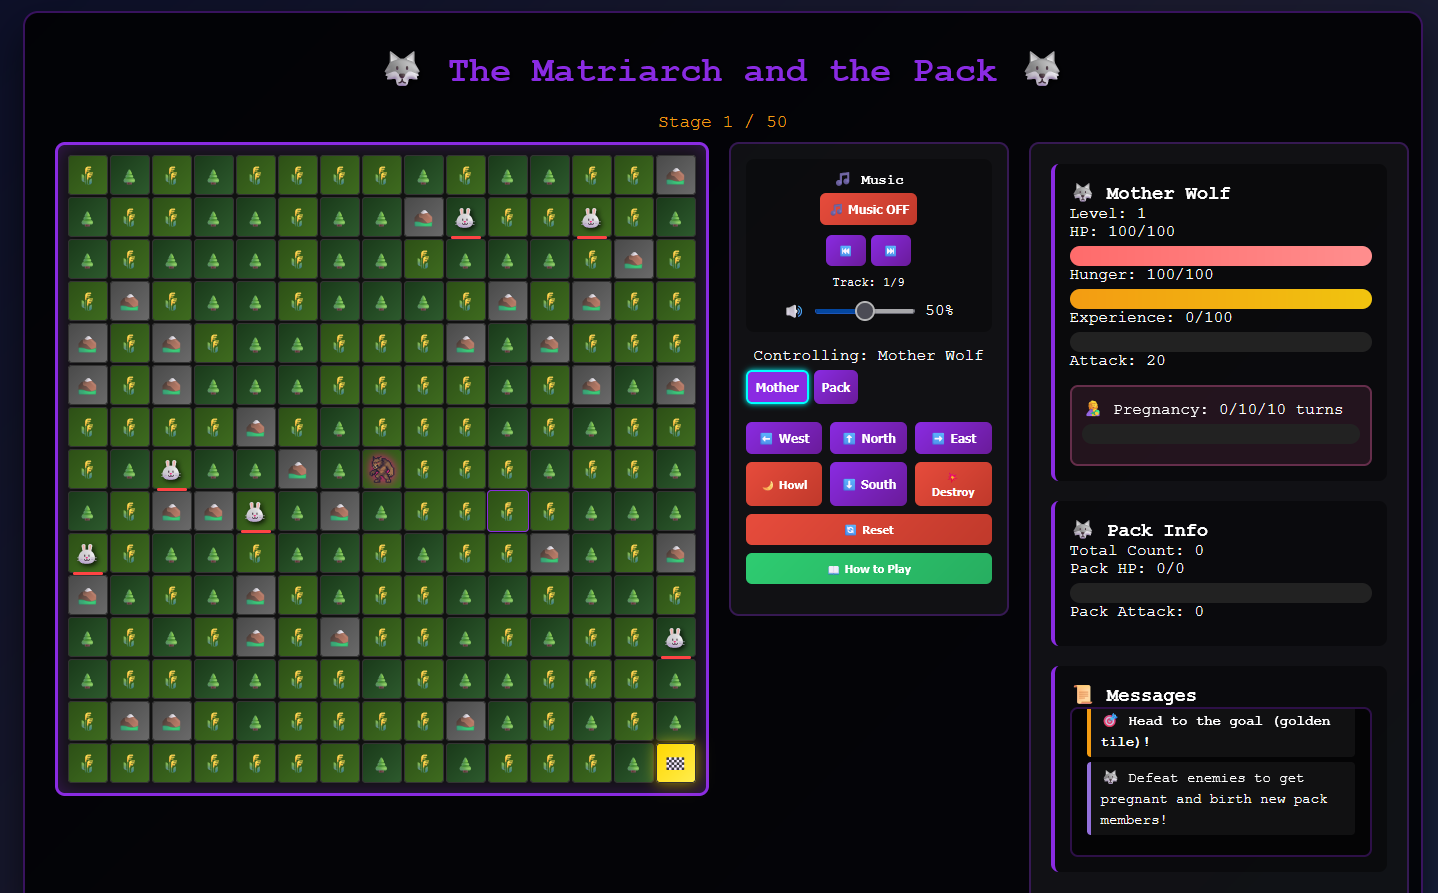 The Matriarch and the Pack
Stage 1 / 50
Music
Music OFF
Track: 1/9
50%
Controlling: Mother Wolf
Mother
Pack
West
North
East
Howl
South
Destroy
Reset
How to Play
Mother Wolf
Level: 1
HP: 100/100
Hunger: 100/100
Experience: 0/100
Attack: 20
Pregnancy: 0/10/10 turns
Pack Info
Total Count: 0
Pack HP: 0/0
Pack Attack: 0
Messages
Head to the goal (golden
tile)!
Defeat enemies to get
pregnant and birth new pack
members!